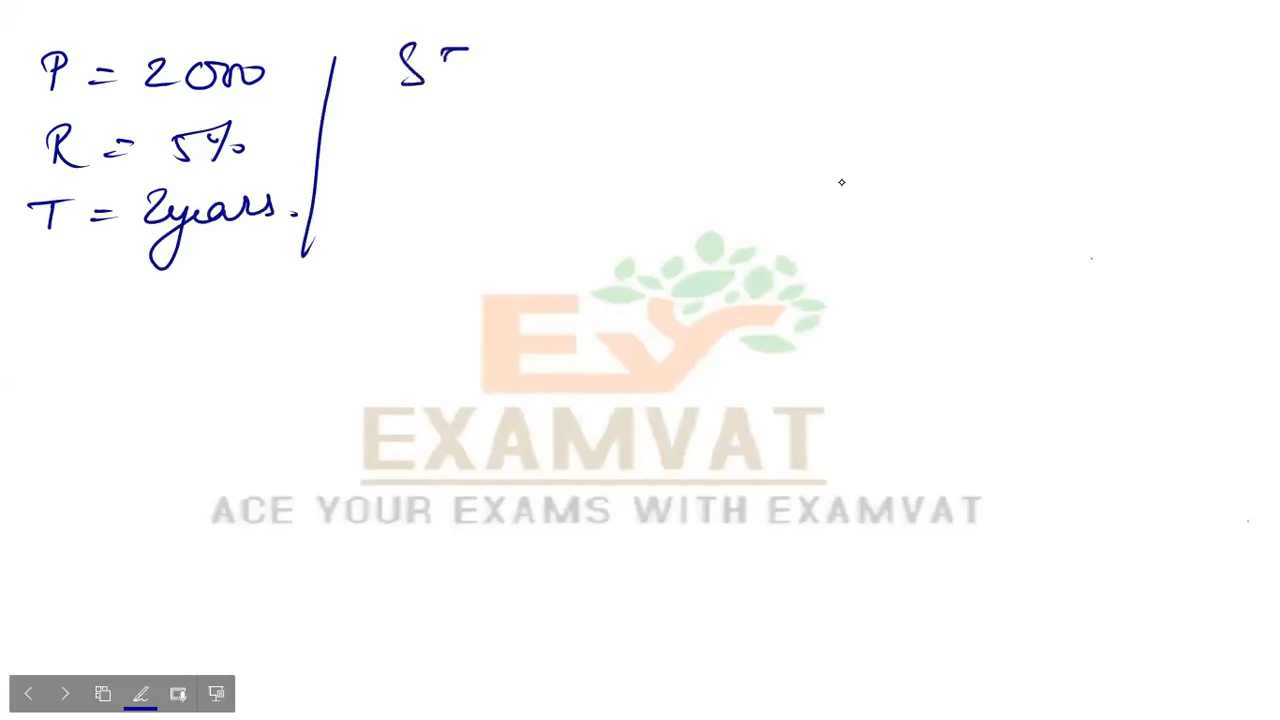 P = 2000
R = 5%
T = 2years.
S
EXAMVAT
ACE YOUR EXAMS WITH EXAMVAT